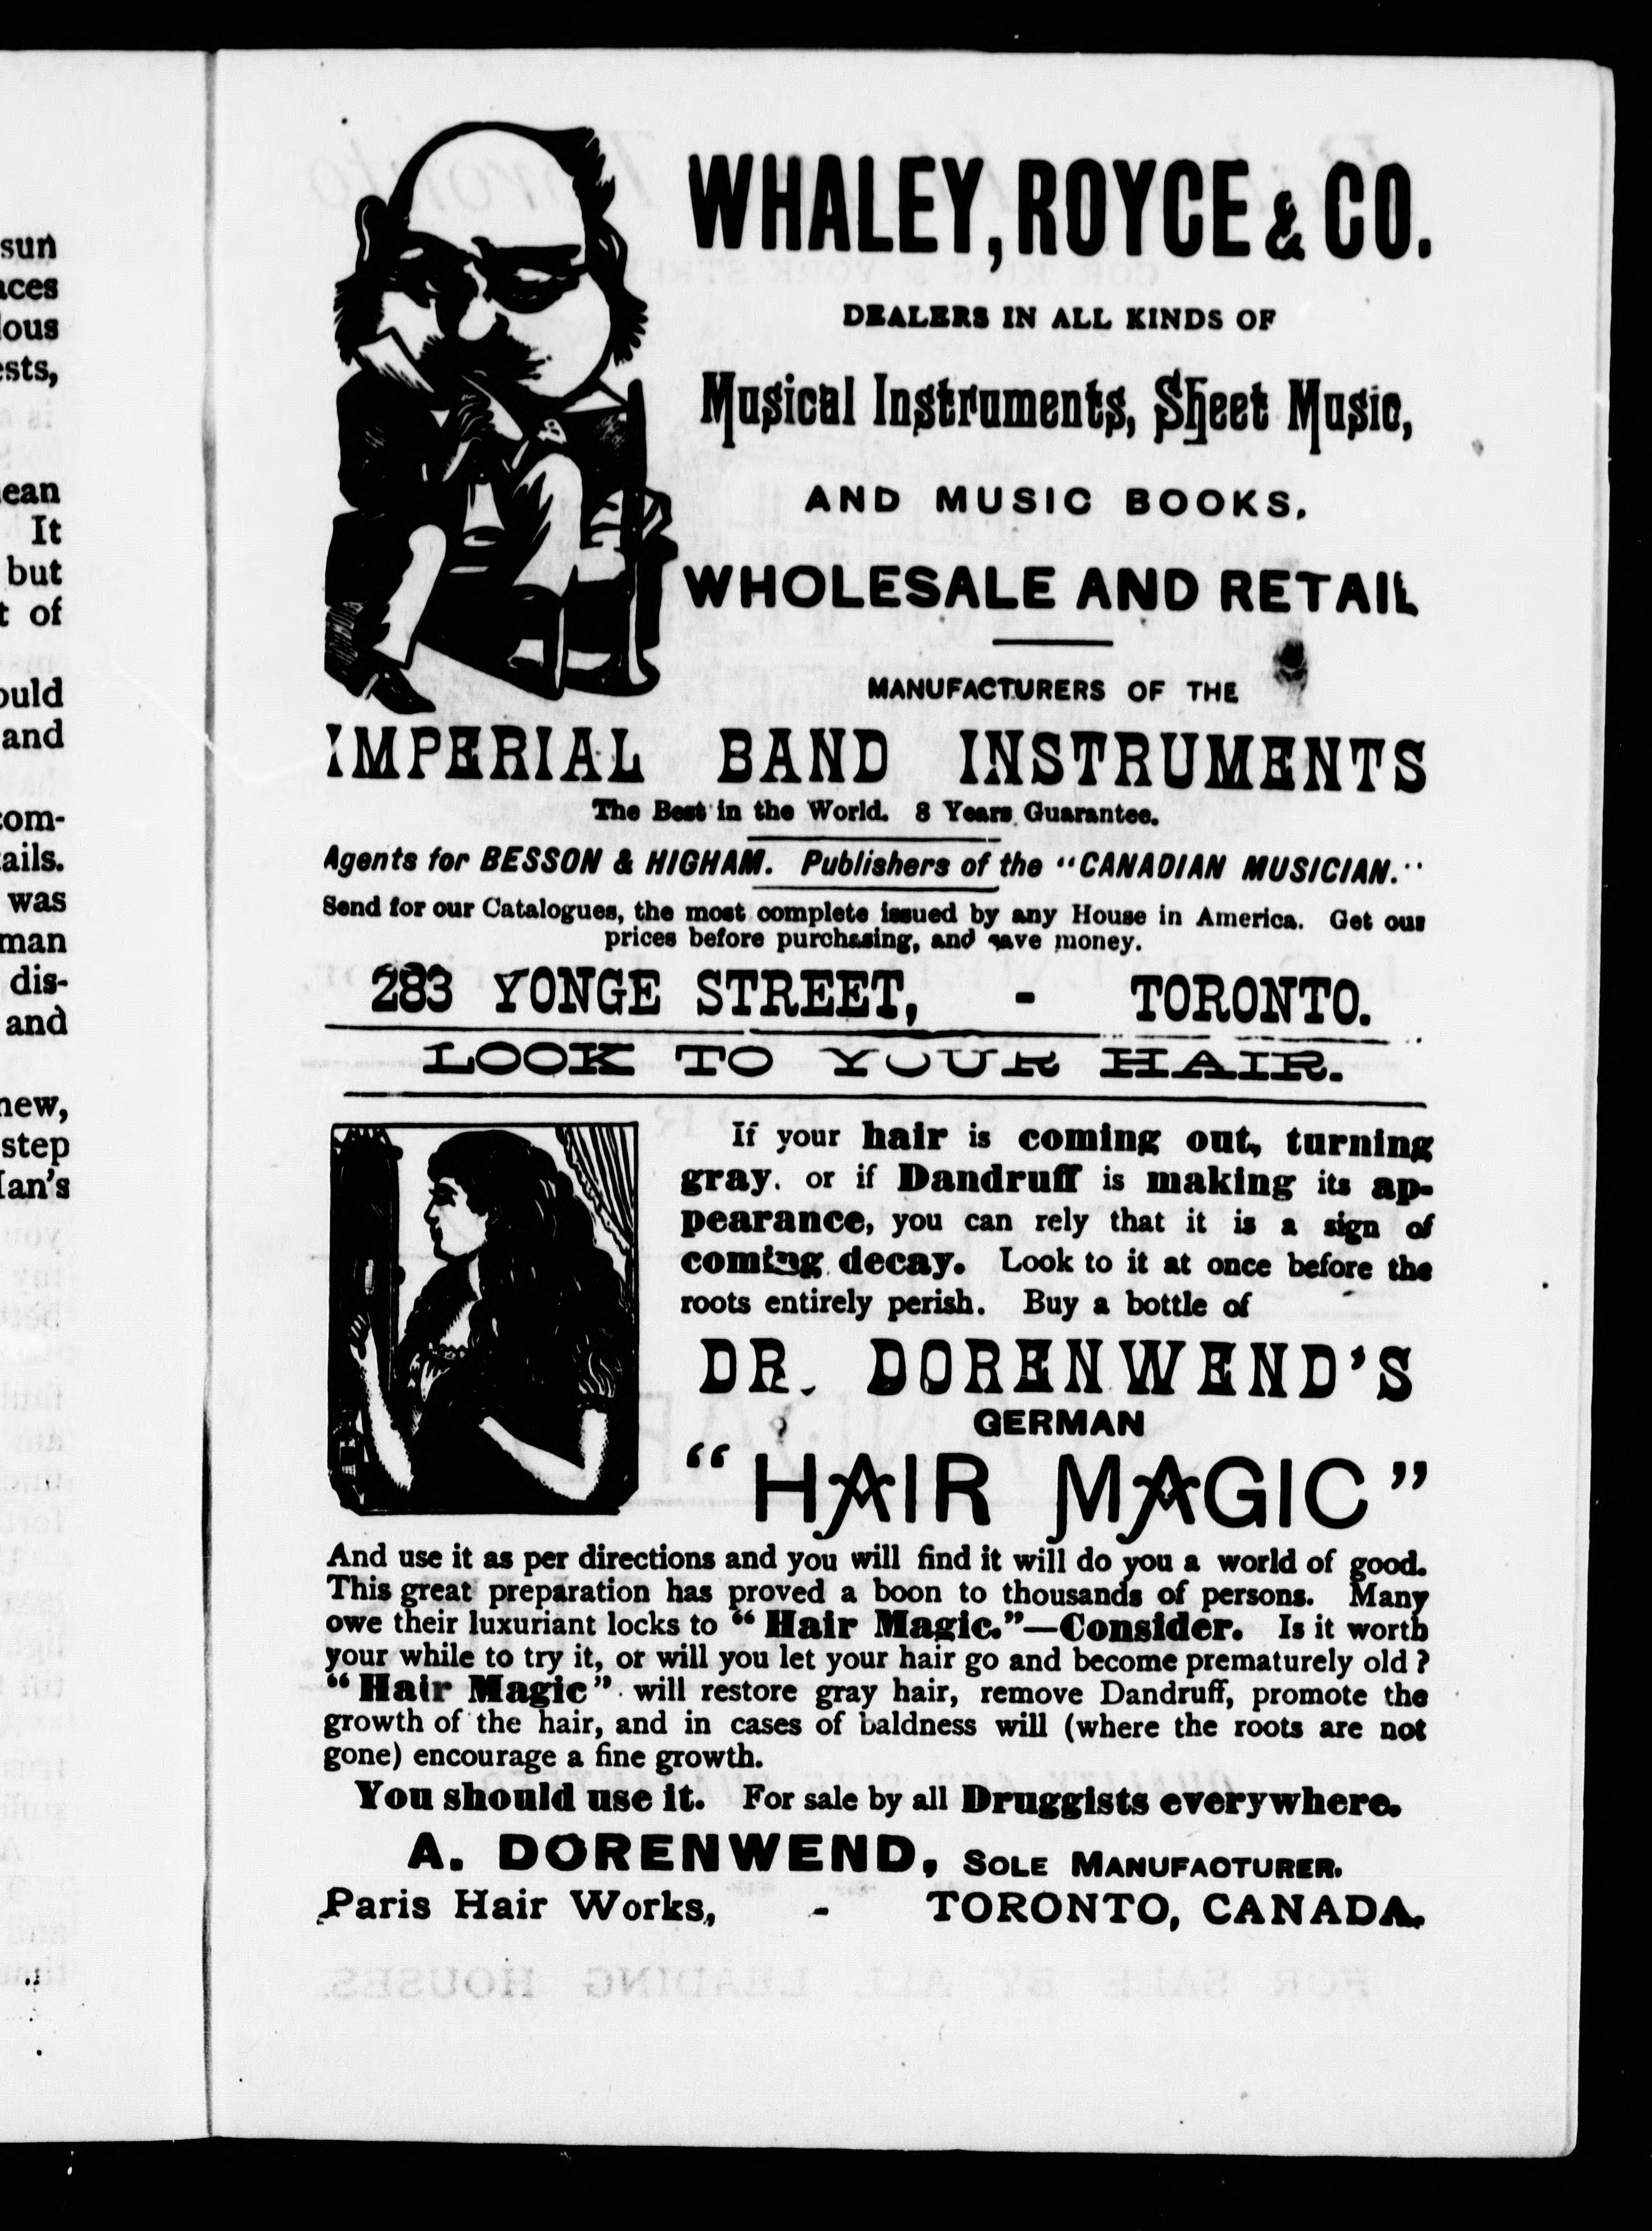 sun
ests,
It
but
of
and
was
dis-
and
step
WHALEY, ROYCE & CO.
DEALERS IN ALL KINDS OF
Musical Instruments, Sheet Music,
AND MUSIC BOOKS.
WHOLESALE AND RETAIL
MANUFACTURERS OF THE
IMPERIAL BAND INSTRUMENTS
The Best in the World. 8 Years Guarantee.
Agents for BESSON & HIGHAM. Publishers of the "CANADIAN MUSICIAN."
Send for our Catalogues, the most complete issued by any House in America. Get our
prices before purchasing, and save money.
283 YONGE STREET, - TORONTO.
LOOK TO YOUR HAIR.
If your hair is coming out, turning
gray, or if Dandruff is making its ap-
pearance, you can rely that it is a sign of
coming decay. Look to it at once before the
roots entirely perish. Buy a bottle of
DR. DORENWEND'S
GERMAN
"HAIR MAGIC"
And use it as per directions and you will find it will do you a world of good.
This great preparation has proved a boon to thousands of persons. Many
owe their luxuriant locks to "Hair Magic."—Consider. Is it worth
your while to try it, or will you let your hair go and become prematurely old?
"Hair Magic" will restore gray hair, remove Dandruff, promote the
growth of the hair, and in cases of baldness will (where the roots are not
gone) encourage a fine growth.
You should use it. For sale by all Druggists everywhere.
A. DORENWEND, SOLE MANUFACTURER.
Paris Hair Works, - TORONTO, CANADA.